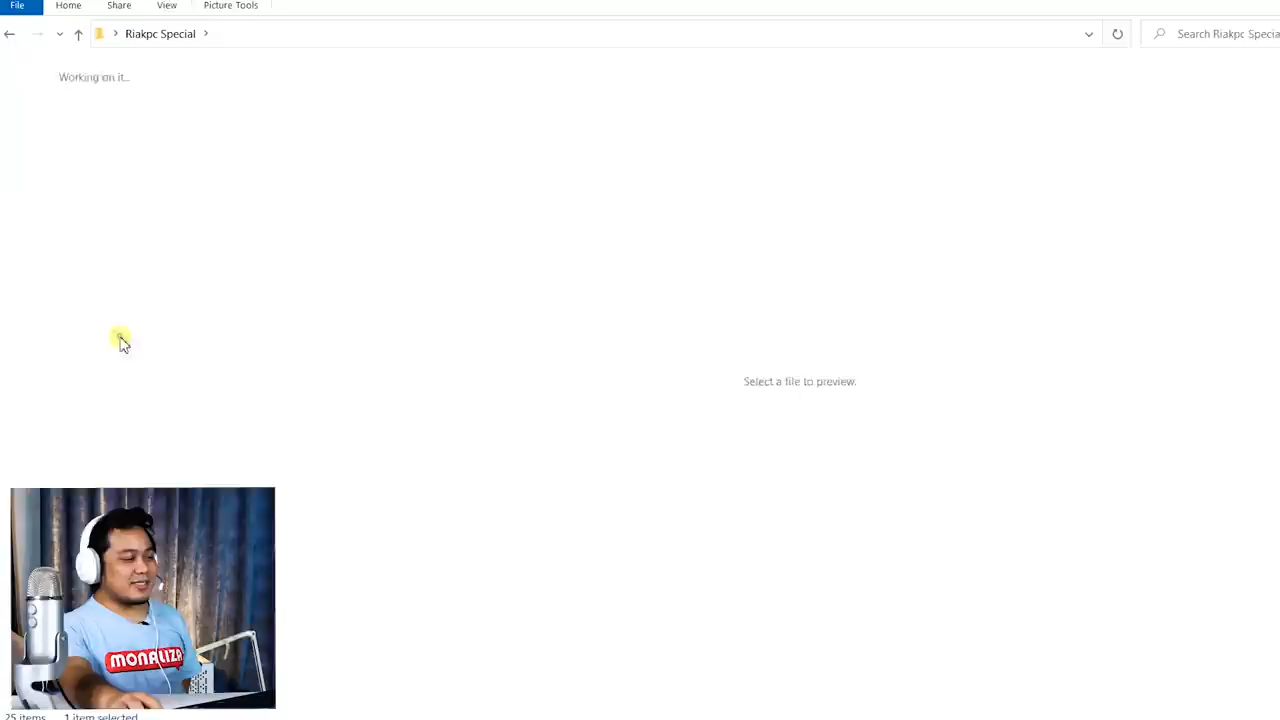 File Home Share View Picture Tools
Riakpc Special
Search Riakpc Specia
Working on it...
Select a file to preview.
MONALIZA
25 items 1 item selected